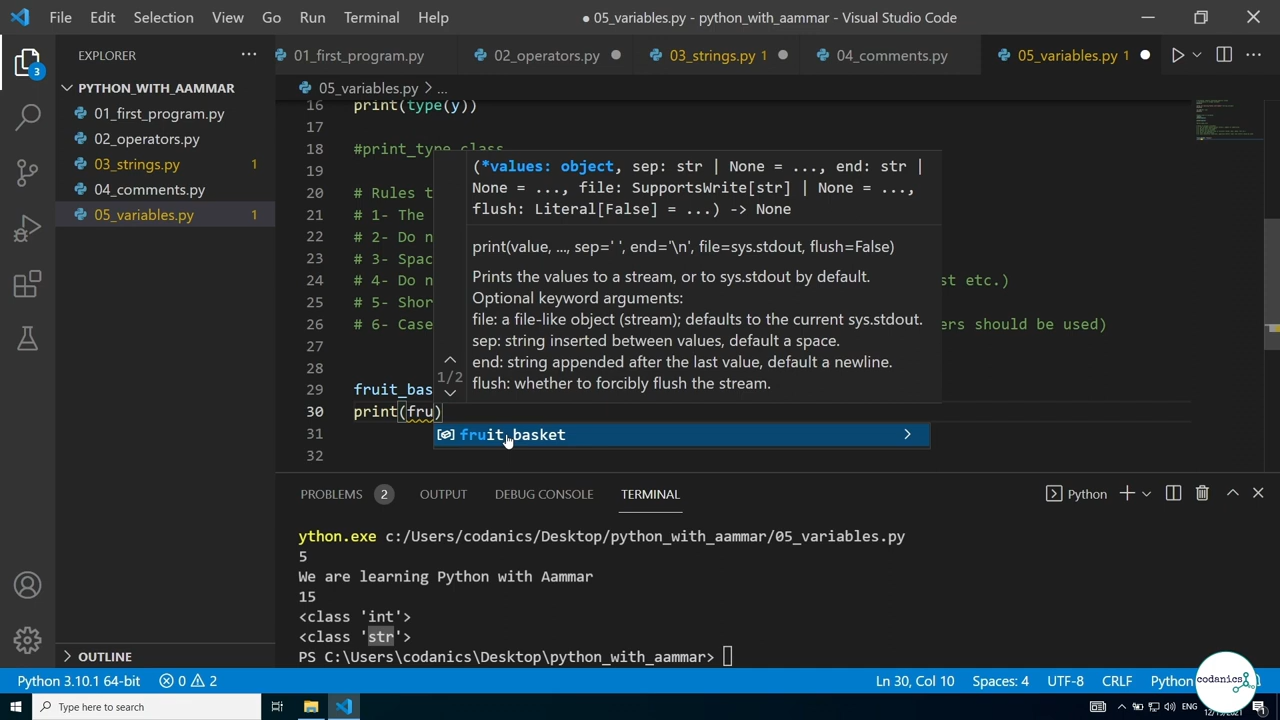 File Edit Selection View Go Run Terminal Help
● 05_variables.py - python_with_aammar - Visual Studio Code
EXPLORER
01_first_program.py 02_operators.py 03_strings.py 1 04_comments.py 05_variables.py 1
3
PYTHON_WITH_AAMMAR
05_variables.py > ...
01_first_program.py
02_operators.py
03_strings.py 1
04_comments.py
05_variables.py 1
16 print(type(y))
17
18 #print_type_class
19
20 # Rules t
21 # 1- The
22 # 2- Do n
23 # 3- Spac
24 # 4- Do n st etc.)
25 # 5- Shor
26 # 6- Case ers should be used)
27
28
29 fruit_bas
30 print(fru)
31
32
(*values: object, sep: str | None = ..., end: str |
None = ..., file: SupportsWrite[str] | None = ...,
flush: Literal[False] = ...) -> None
print(value, ..., sep=' ', end='\n', file=sys.stdout, flush=False)
Prints the values to a stream, or to sys.stdout by default.
Optional keyword arguments:
file: a file-like object (stream); defaults to the current sys.stdout.
sep: string inserted between values, default a space.
end: string appended after the last value, default a newline.
flush: whether to forcibly flush the stream.
1/2
fruit_basket
PROBLEMS 2 OUTPUT DEBUG CONSOLE TERMINAL
Python
ython.exe c:/Users/codanics/Desktop/python_with_aammar/05_variables.py
5
We are learning Python with Aammar
15
<class 'int'>
<class 'str'>
PS C:\Users\codanics\Desktop\python_with_aammar>
OUTLINE
Python 3.10.1 64-bit 0 2 Ln 30, Col 10 Spaces: 4 UTF-8 CRLF Python
codanics
Type here to search
ENG